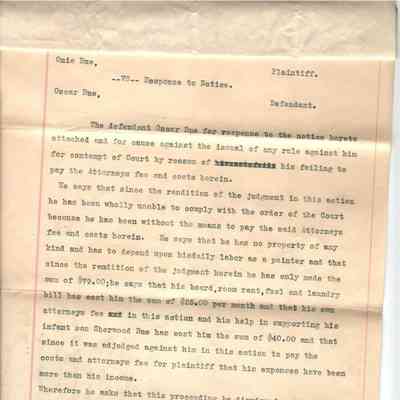 Omie Due,
Plaintiff.
--VS-- Response to Notice.
Oscar Due,
Defendant.
The defendant Oscar Due for response to the notice hereto
attached and for cause against the issual of any rule against him
for contempt of Court by reason of his failing to
pay the Attorneys fee and costs herein.
He says that since the rendition of the judgment in this action
he has been wholly unable to comply with the order of the Court
because he has been without the means to pay the said Attorneys
fee and costs herein. He says that he has no property of any
kind and has to depend upon hisdaily labor as a painter and that
since the rendition of the judgment herein he has only made the
sum of $79.00;he says that his board,room rent,fuel and laundry
bill has cost him the sum of $25.00 per month and that his own
attorneys fee in this action and his help in supporting his
infant son Sherwood Due has cost him the sum of $40.00 and that
since it was adjudged against him in this action to pay the
costs and attorneys fee for plaintiff that his expences have been
more than his income.
Wherefore he asks that this proceeding be